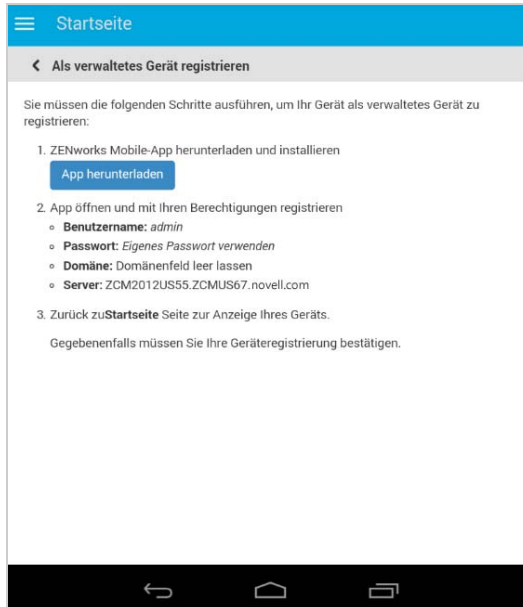 Startseite
Als verwaltetes Gerät registrieren
Sie müssen die folgenden Schritte ausführen, um Ihr Gerät als verwaltetes Gerät zu
registrieren:
1. ZENworks Mobile-App herunterladen und installieren
App herunterladen
2. App öffnen und mit Ihren Berechtigungen registrieren
Benutzername: admin
Passwort: Eigenes Passwort verwenden
Domäne: Domänenfeld leer lassen
Server: ZCM2012US55.ZCMUS67.novell.com
3. Zurück zuStartseite Seite zur Anzeige Ihres Geräts.
Gegebenenfalls müssen Sie Ihre Geräteregistrierung bestätigen.